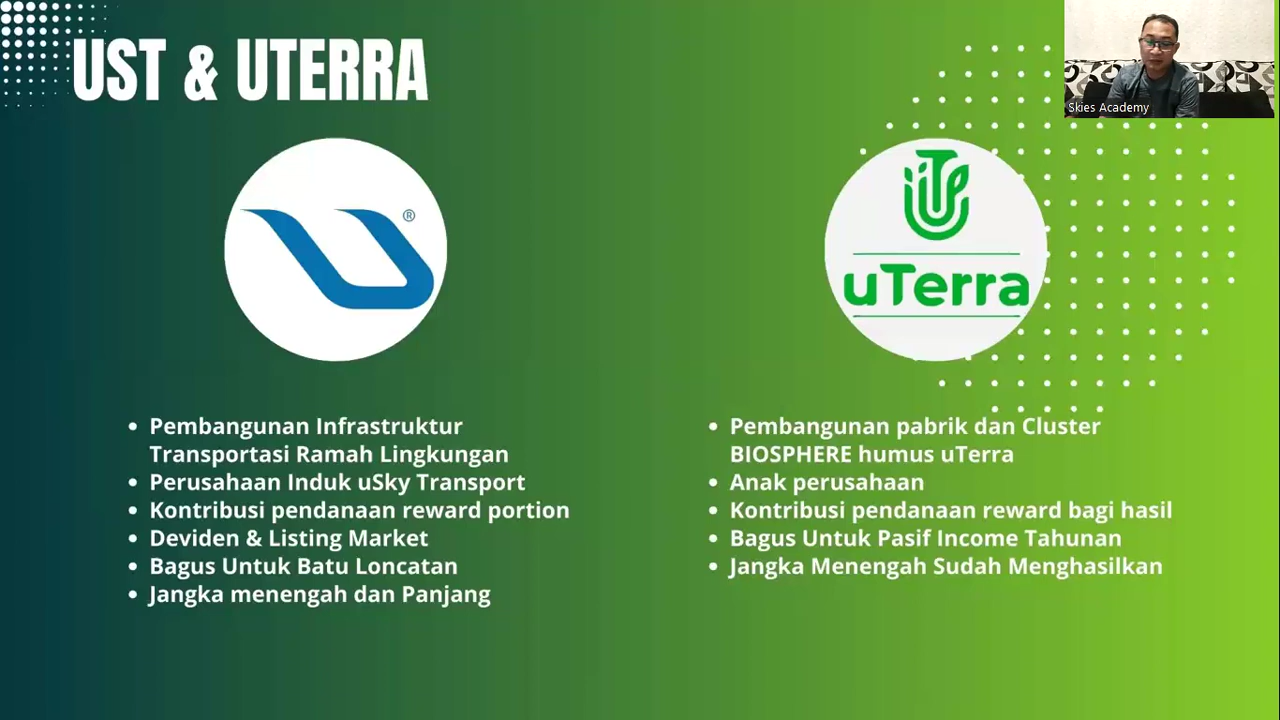 UST & UTERRA
Skies Academy
®
uTerra
• Pembangunan Infrastruktur
Transportasi Ramah Lingkungan
• Perusahaan Induk uSky Transport
• Kontribusi pendanaan reward portion
• Deviden & Listing Market
• Bagus Untuk Batu Loncatan
• Jangka menengah dan Panjang
• Pembangunan pabrik dan Cluster
BIOSPHERE humus uTerra
• Anak perusahaan
• Kontribusi pendanaan reward bagi hasil
• Bagus Untuk Pasif Income Tahunan
• Jangka Menengah Sudah Menghasilkan